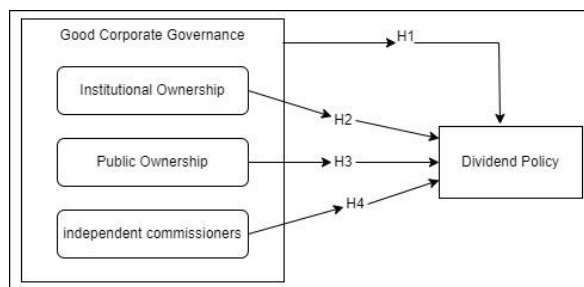 Good Corporate Governance
H1
Institutional Ownership
H2
Public Ownership
H3
Dividend Policy
independent commissioners
H4